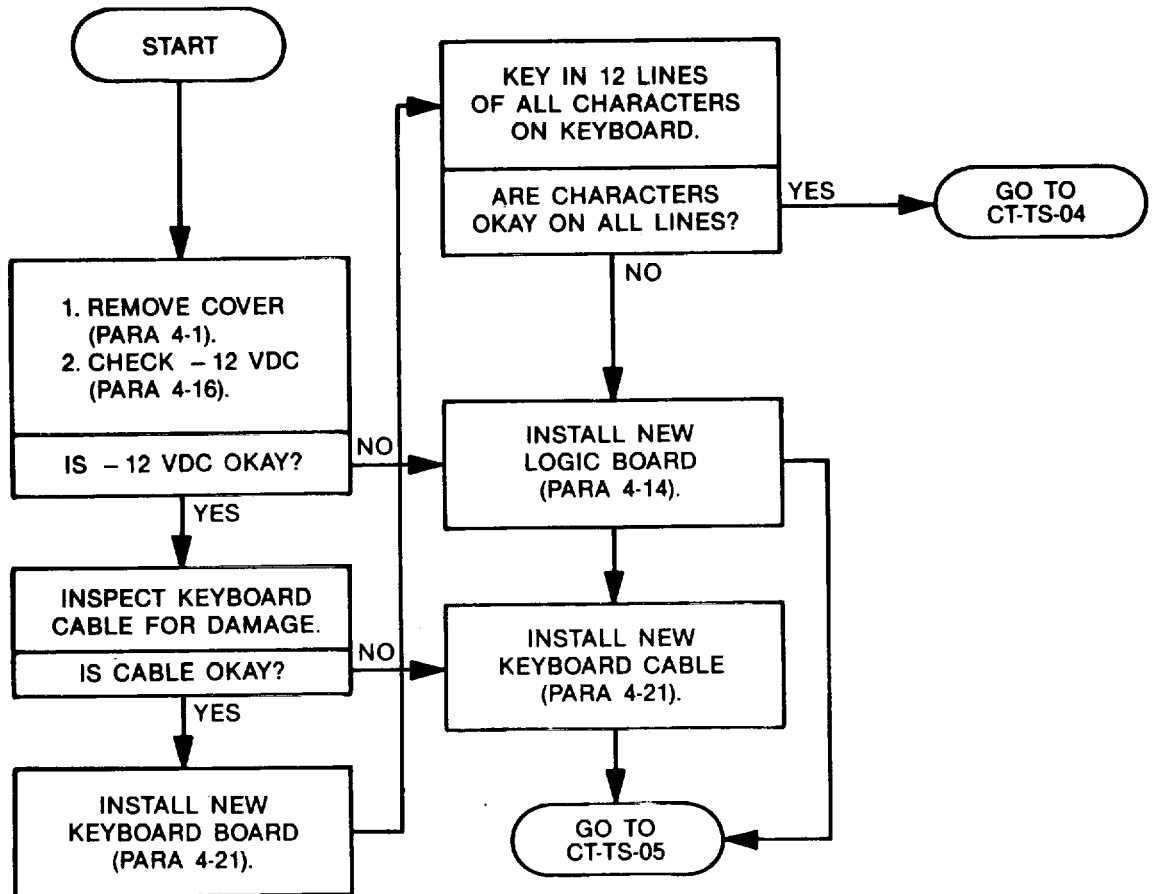 START
1. REMOVE COVER
(PARA 4-1).
2. CHECK – 12 VDC
(PARA 4-16).
IS – 12 VDC OKAY?
NO
YES
INSPECT KEYBOARD
CABLE FOR DAMAGE.
IS CABLE OKAY?
NO
YES
INSTALL NEW
KEYBOARD BOARD
(PARA 4-21).
KEY IN 12 LINES
OF ALL CHARACTERS
ON KEYBOARD.
ARE CHARACTERS
OKAY ON ALL LINES?
YES
GO TO
CT-TS-04
NO
INSTALL NEW
LOGIC BOARD
(PARA 4-14).
INSTALL NEW
KEYBOARD CABLE
(PARA 4-21).
GO TO
CT-TS-05